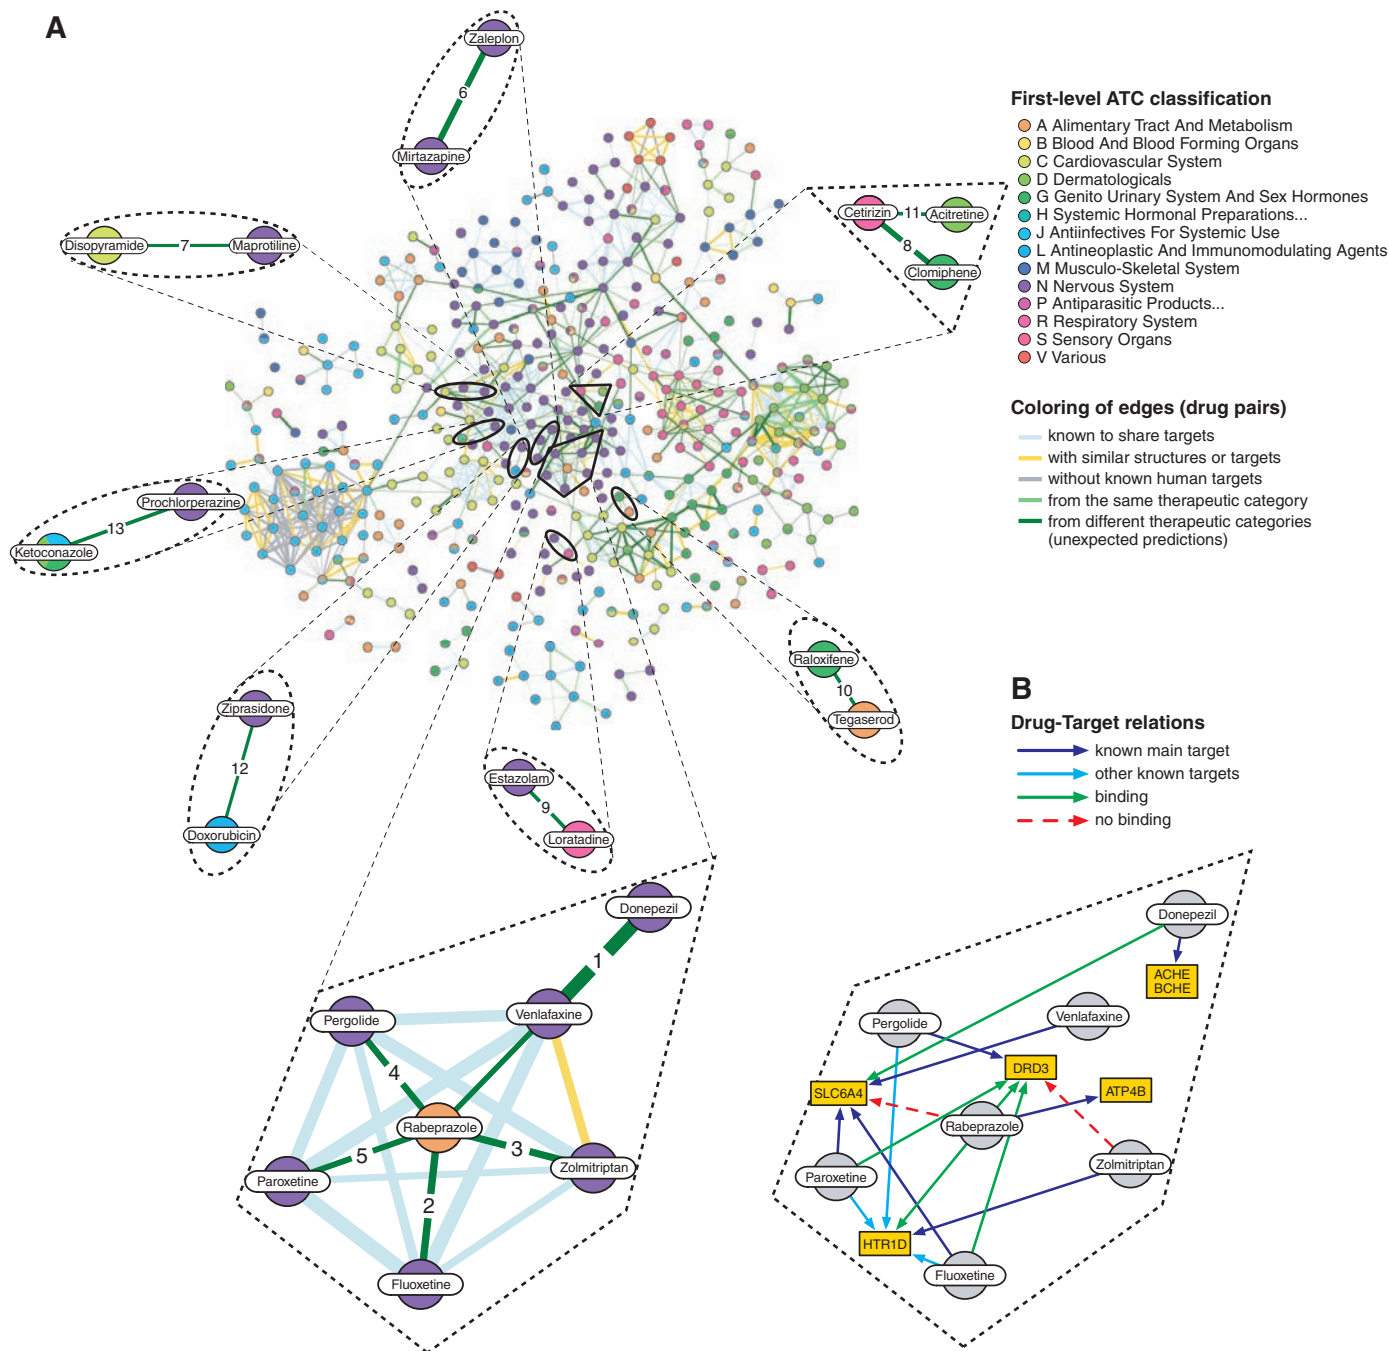 A
Zaleplon
6
Mirtazapine
Disopyramide
7
Maprotiline
Cetirizin
11
Acitretine
8
Clomiphene
First-level ATC classification
A Alimentary Tract And Metabolism
B Blood And Blood Forming Organs
C Cardiovascular System
D Dermatologicals
G Genito Urinary System And Sex Hormones
H Systemic Hormonal Preparations...
J Antiinfectives For Systemic Use
L Antineoplastic And Immunomodulating Agents
M Musculo-Skeletal System
N Nervous System
P Antiparasitic Products...
R Respiratory System
S Sensory Organs
V Various
Coloring of edges (drug pairs)
known to share targets
with similar structures or targets
without known human targets
from the same therapeutic category
from different therapeutic categories
(unexpected predictions)
Prochlorperazine
13
Ketoconazole
Raloxifene
10
Tegaserod
Ziprasidone
12
Doxorubicin
Estazolam
9
Loratadine
Donepezil
1
Pergolide
Venlafaxine
4
Rabeprazole
5
3
Paroxetine
Zolmitriptan
2
Fluoxetine
B
Drug-Target relations
known main target
other known targets
binding
no binding
Donepezil
ACHE
BCHE
Pergolide
Venlafaxine
DRD3
SLC6A4
ATP4B
Rabeprazole
Paroxetine
Zolmitriptan
HTR1D
Fluoxetine